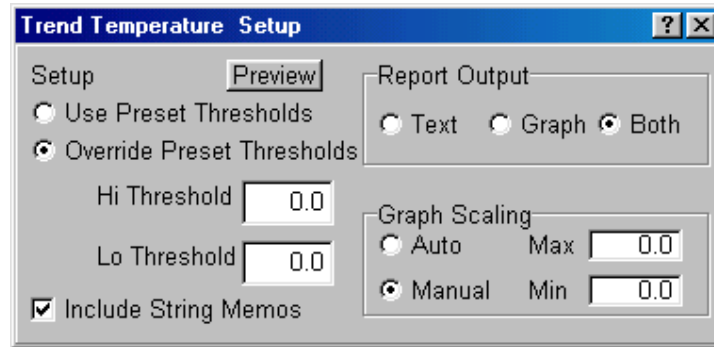 Trend Temperature Setup
Setup
Preview
Use Preset Thresholds
Override Preset Thresholds
Hi Threshold 0.0
Lo Threshold 0.0
Include String Memos
Report Output
Text Graph Both
Graph Scaling
Auto Max 0.0
Manual Min 0.0